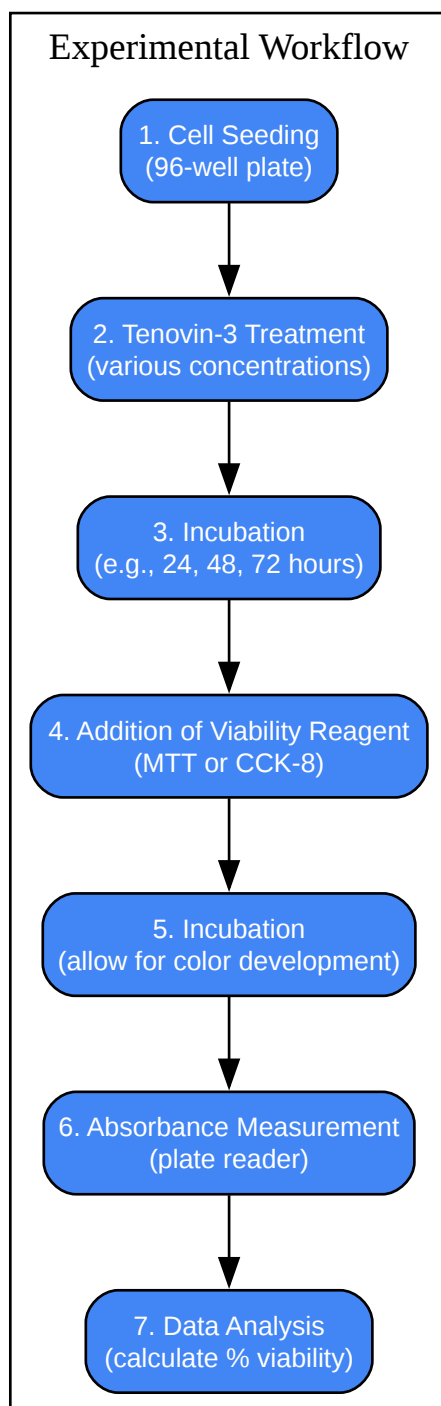 Experimental Workflow
1. Cell Seeding
(96-well plate)
2. Tenovin-3 Treatment
(various concentrations)
3. Incubation
(e.g., 24, 48, 72 hours)
4. Addition of Viability Reagent
(MTT or CCK-8)
5. Incubation
(allow for color development)
6. Absorbance Measurement
(plate reader)
7. Data Analysis
(calculate % viability)